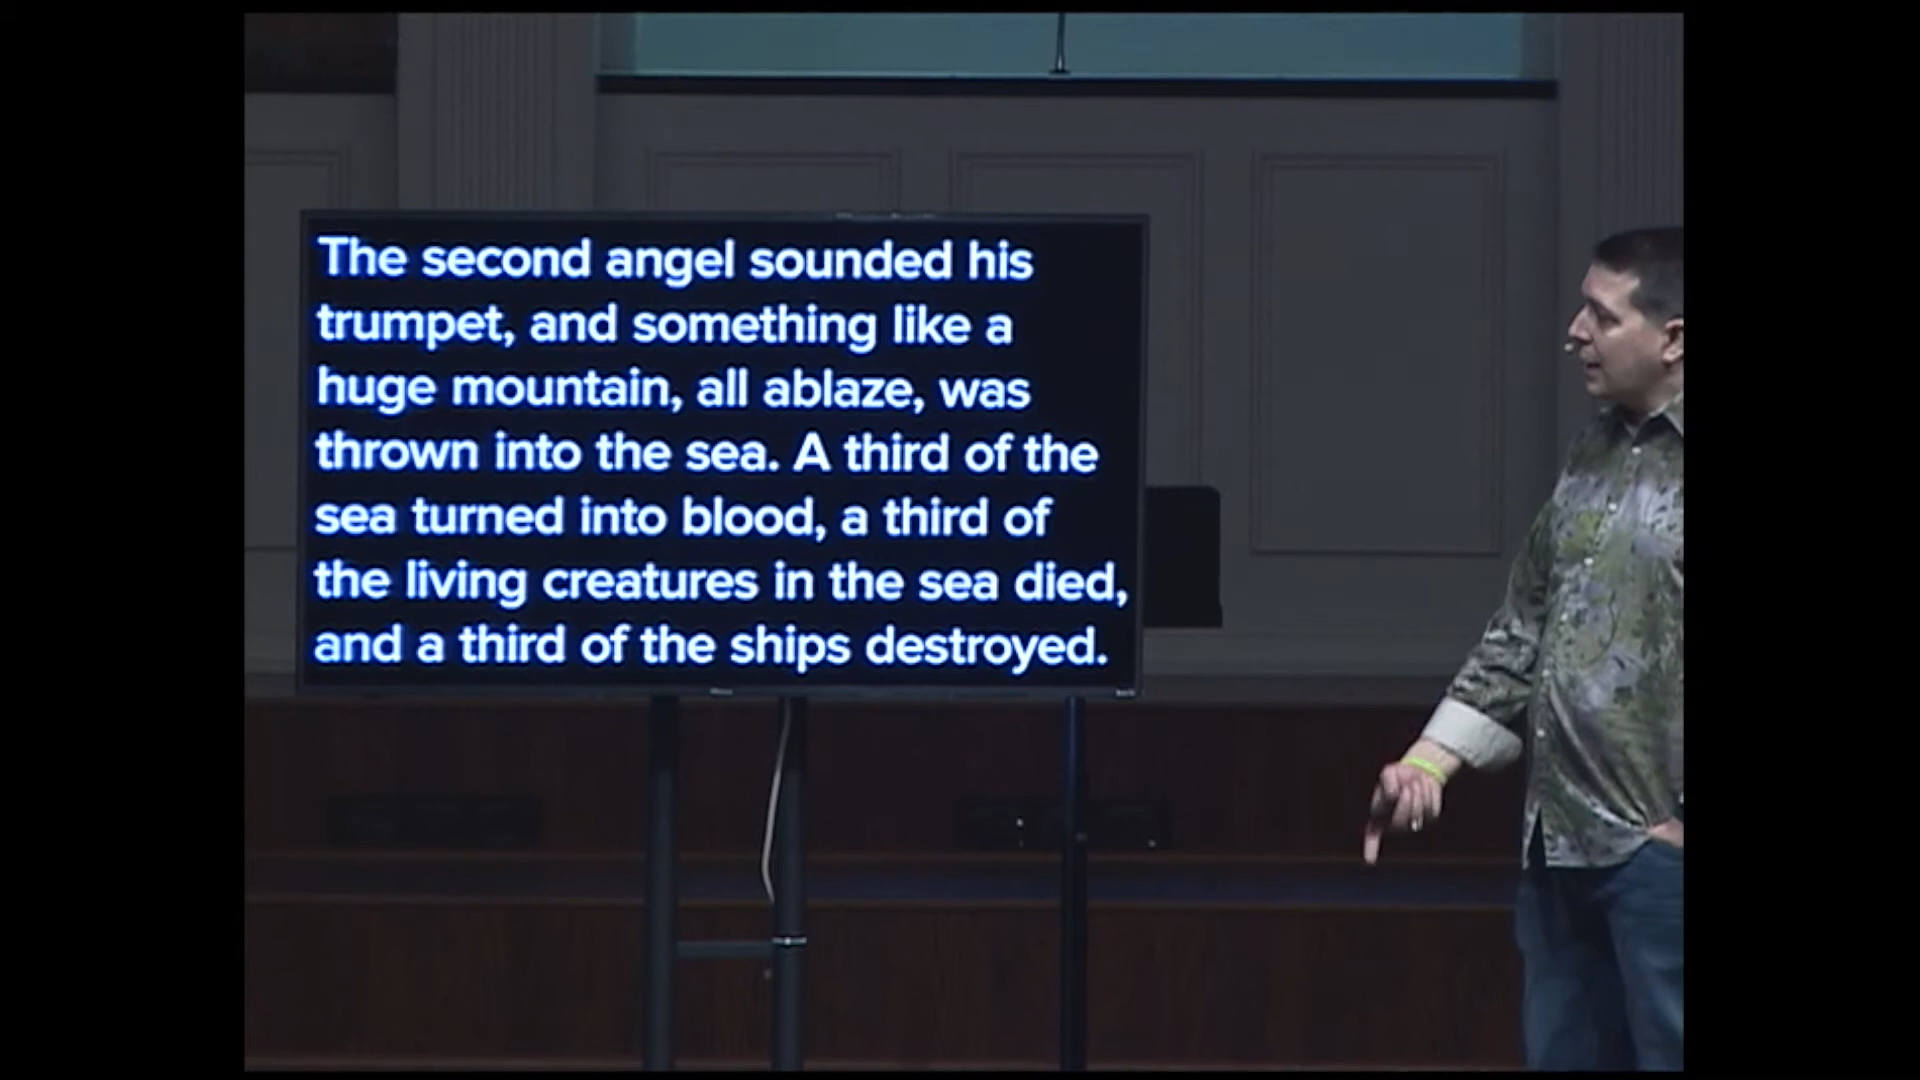 The second angel sounded his
trumpet, and something like a
huge mountain, all ablaze, was
thrown into the sea. A third of the
sea turned into blood, a third of
the living creatures in the sea died,
and a third of the ships destroyed.